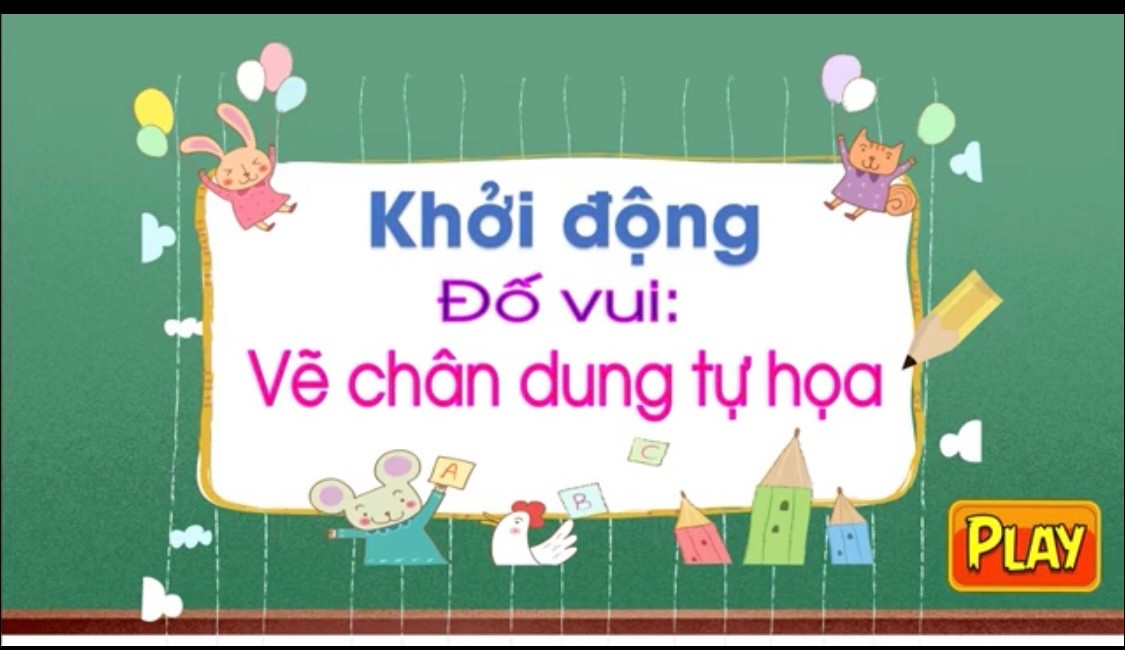 Khởi động
Đố vui:
Vẽ chân dung tự họa
A
B
C
PLAY